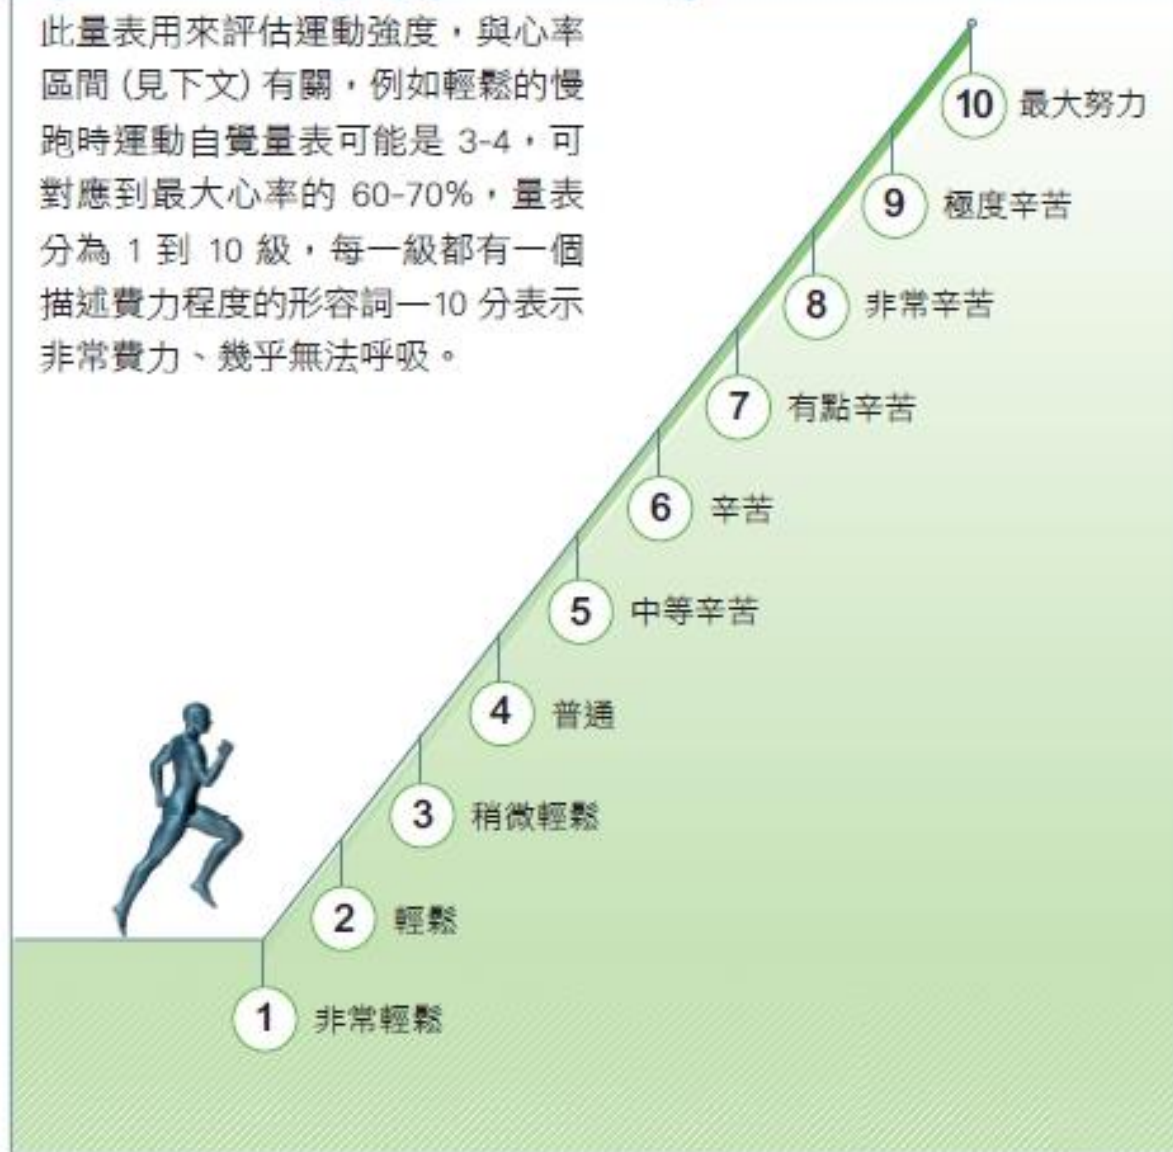 此量表用來評估運動強度，與心率
區間 (見下文) 有關，例如輕鬆的慢
跑時運動自覺量表可能是 3-4，可
對應到最大心率的 60-70%，量表
分為 1 到 10 級，每一級都有一個
描述費力程度的形容詞—10 分表示
非常費力、幾乎無法呼吸。
10 最大努力
9 極度辛苦
8 非常辛苦
7 有點辛苦
6 辛苦
5 中等辛苦
4 普通
3 稍微輕鬆
2 輕鬆
1 非常輕鬆